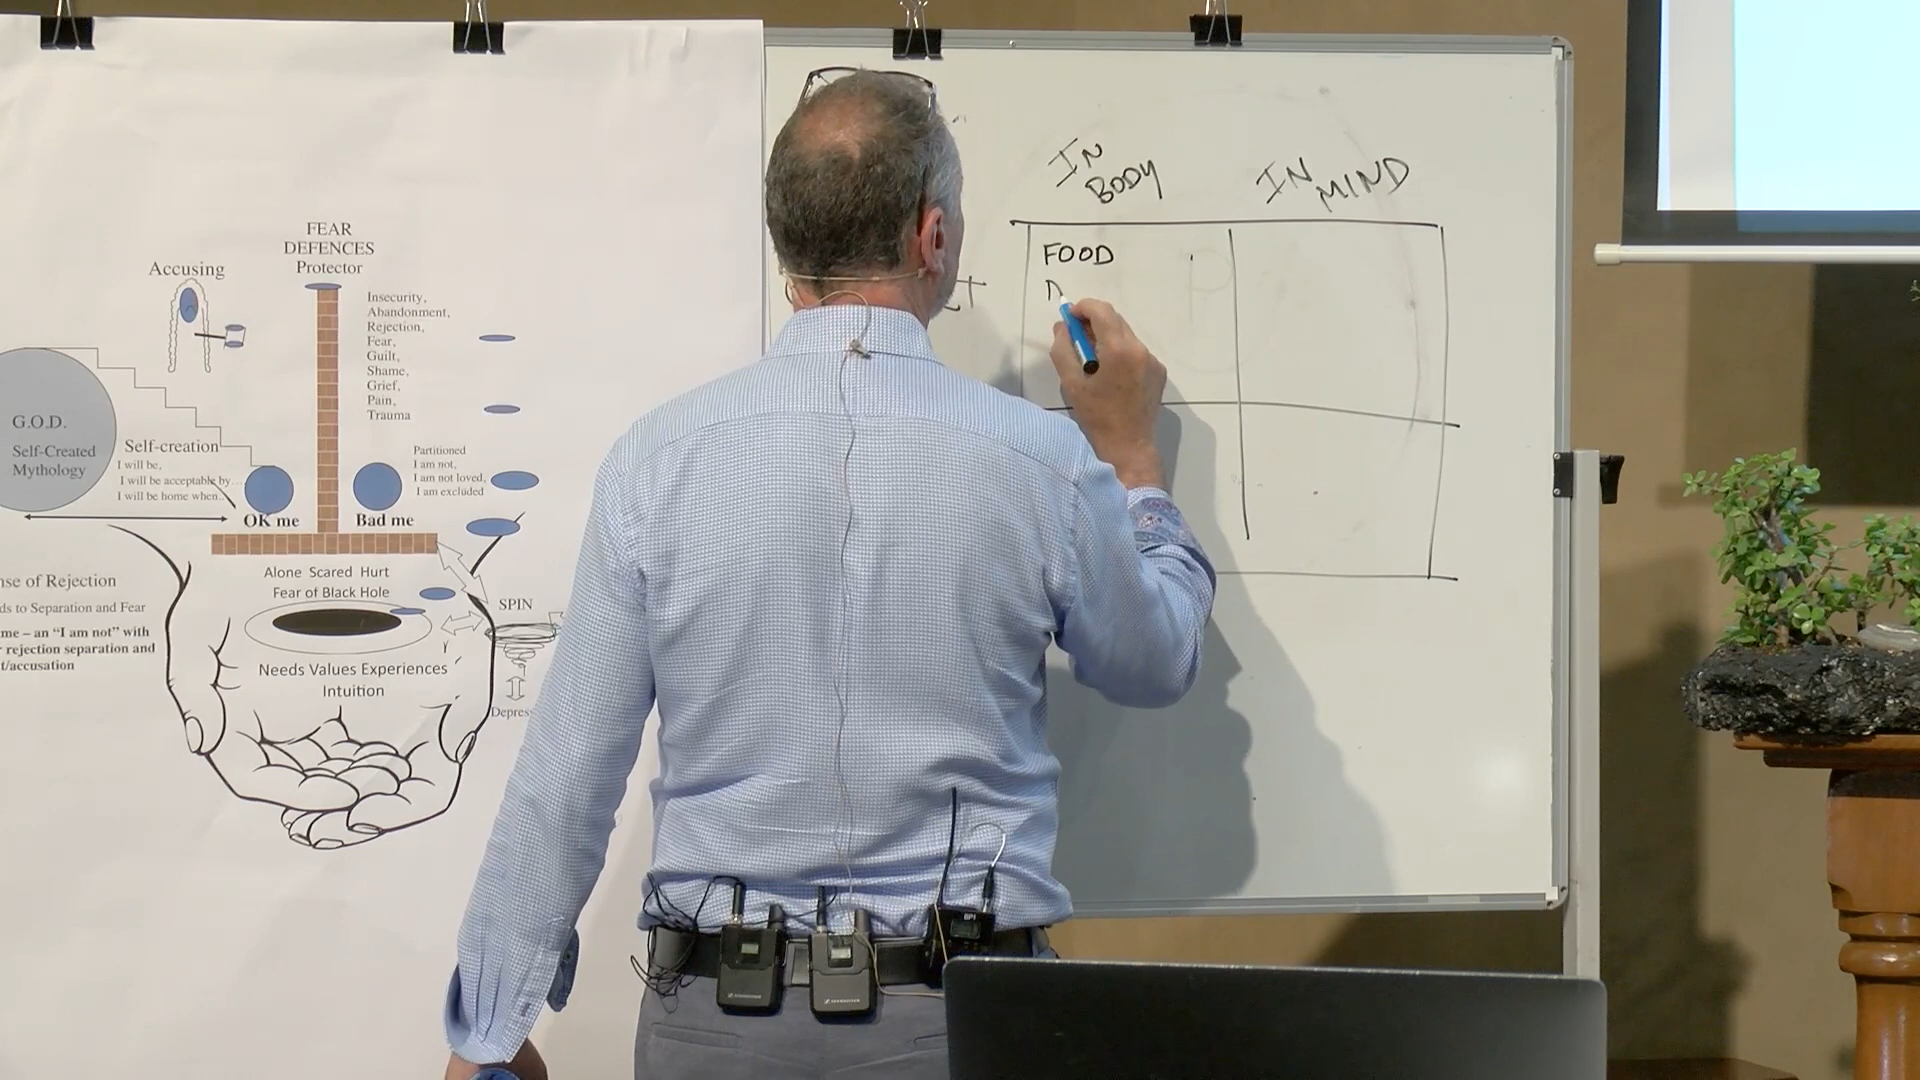 FEAR
DEFENCES
Protector
Accusing
Insecurity,
Abandonment,
Rejection,
Fear,
Guilt,
Shame,
Grief,
Pain,
Trauma
G.O.D.
Self-Created
Mythology
Self-creation
I will be,
I will be acceptable by…
I will be home when…
Partitioned
I am not,
I am not loved,
I am excluded
OK me
Bad me
Alone Scared Hurt
Fear of Black Hole
Needs Values Experiences
Intuition
SPIN
Depres
nse of Rejection
ds to Separation and Fear
me – an “I am not” with
rejection separation and
t/accusation
IN
BODY
IN
MIND
FOOD
SENNHEISER
SENNHEISER